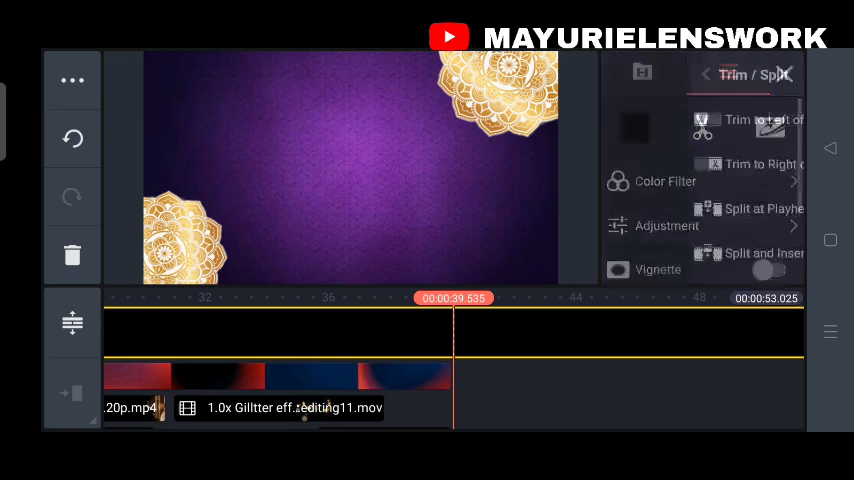 MAYURIELENSWORK
Trim / Split
Trim to Left of
Trim to Right o
Color Filter
Split at Playhe
Adjustment
Split and Inser
Vignette
32
36
00:00:39.535
44
48
00:00:53.025
.20p.mp4
1.0x Gilltter eff..editing11.mov